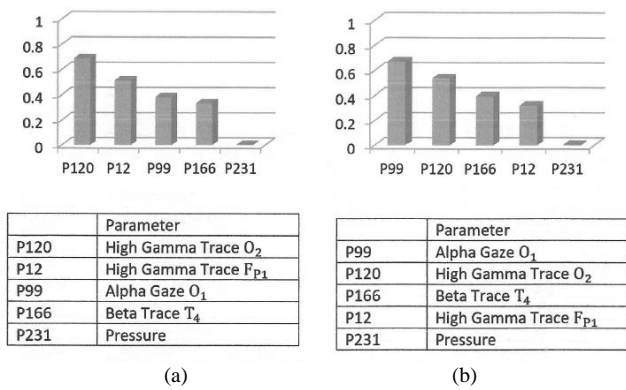 1
0.8
0.6
0.4
0.2
0
P120 P12 P99 P166 P231
Parameter
P120 High Gamma Trace O₂
P12 High Gamma Trace F_P1
P99 Alpha Gaze O₁
P166 Beta Trace T₄
P231 Pressure
(a)
1
0.8
0.6
0.4
0.2
0
P99 P120 P166 P12 P231
Parameter
P99 Alpha Gaze O₁
P120 High Gamma Trace O₂
P166 Beta Trace T₄
P12 High Gamma Trace F_P1
P231 Pressure
(b)